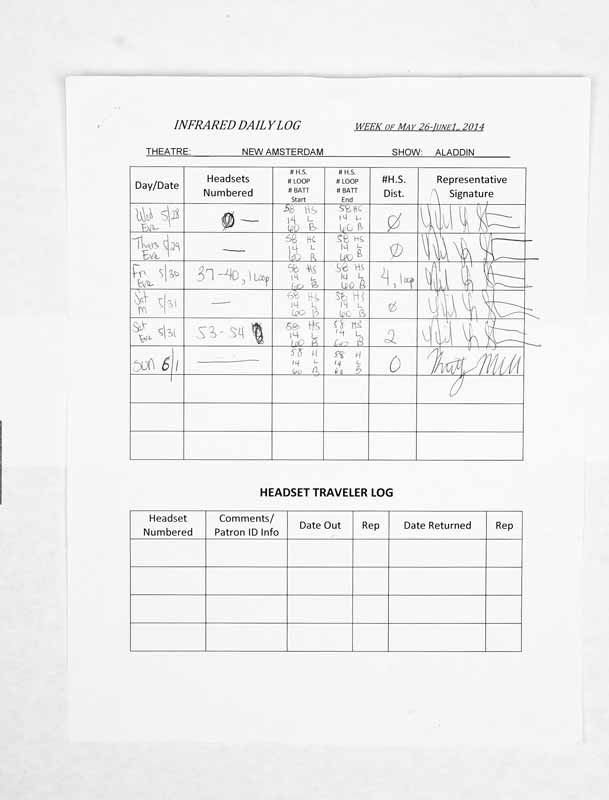 INFRARED DAILY LOG WEEK OF MAY 26-JUNE1, 2014
THEATRE: NEW AMSTERDAM SHOW: ALADDIN
Day/Date Headsets Numbered # H.S. # LOOP # BATT Start # H.S. # LOOP # BATT End #H.S. Dist. Representative Signature
Wed 5/28 Eve Ø — 58 HS 14 L 60 B 58 HS 14 L 60 B Ø
Thurs 5/29 Eve — 58 HS 14 L 60 B 58 HS 14 L 60 B Ø
Fri 5/30 Eve 37-40, 1 Loop 58 HS 14 L 60 B 58 HS 14 L 60 B 4, 1 Loop
Sat 5/31 m — 58 HS 14 L 60 B 58 HS 14 L 60 B Ø
Sat 5/31 Eve 53-54 58 HS 14 L 60 B 58 HS 14 L 60 B 2
Sun 6/1 — 58 H 14 L 60 B 58 H 14 L 60 B 0
HEADSET TRAVELER LOG
Headset Numbered Comments/ Patron ID Info Date Out Rep Date Returned Rep